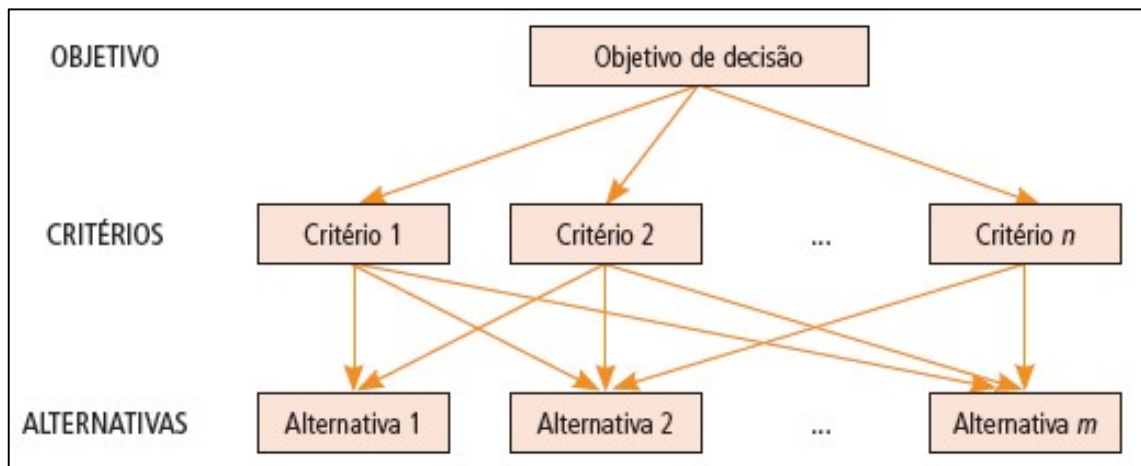 OBJETIVO
Objetivo de decisão
CRITÉRIOS
Critério 1
Critério 2
...
Critério n
ALTERNATIVAS
Alternativa 1
Alternativa 2
...
Alternativa m